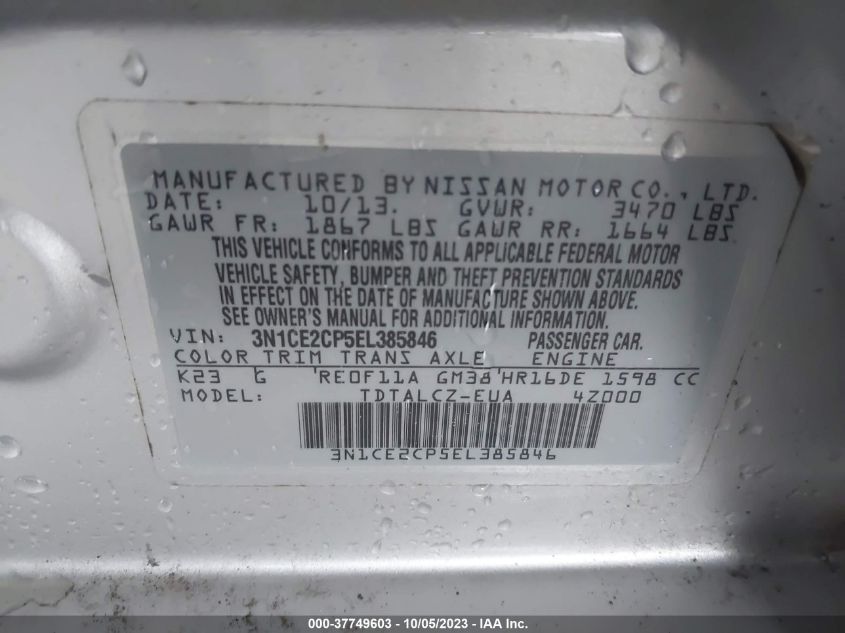 MANUFACTURED BY NISSAN MOTOR CO., LTD.
DATE: 10/13. GVWR: 3470 LBS
GAWR FR: 1867 LBS GAWR RR: 1664 LBS
THIS VEHICLE CONFORMS TO ALL APPLICABLE FEDERAL MOTOR
VEHICLE SAFETY, BUMPER AND THEFT PREVENTION STANDARDS
IN EFFECT ON THE DATE OF MANUFACTURE SHOWN ABOVE.
SEE OWNER'S MANUAL FOR ADDITIONAL INFORMATION.
VIN: 3N1CE2CP5EL385846 PASSENGER CAR.
COLOR TRIM TRANS AXLE ENGINE
K23 G RE0F11A GM38 HR16DE 1598 CC
MODEL: TDTALCZ-EUA 4Z000
3N1CE2CP5EL385846
000-37749603 - 10/05/2023 - IAA Inc.